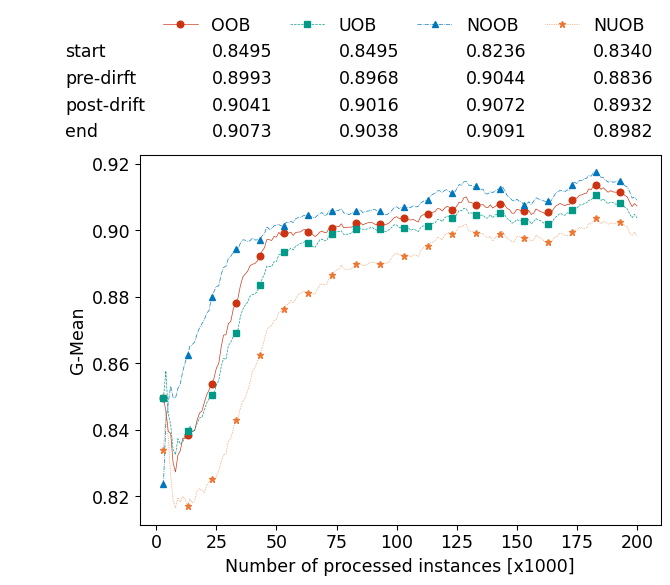 OOB UOB NOOB NUOB
start 0.8495 0.8495 0.8236 0.8340
pre-dirft 0.8993 0.8968 0.9044 0.8836
post-drift 0.9041 0.9016 0.9072 0.8932
end 0.9073 0.9038 0.9091 0.8982
0.92
0.90
0.88
0.86
0.84
0.82
G-Mean
0 25 50 75 100 125 150 175 200
Number of processed instances [x1000]